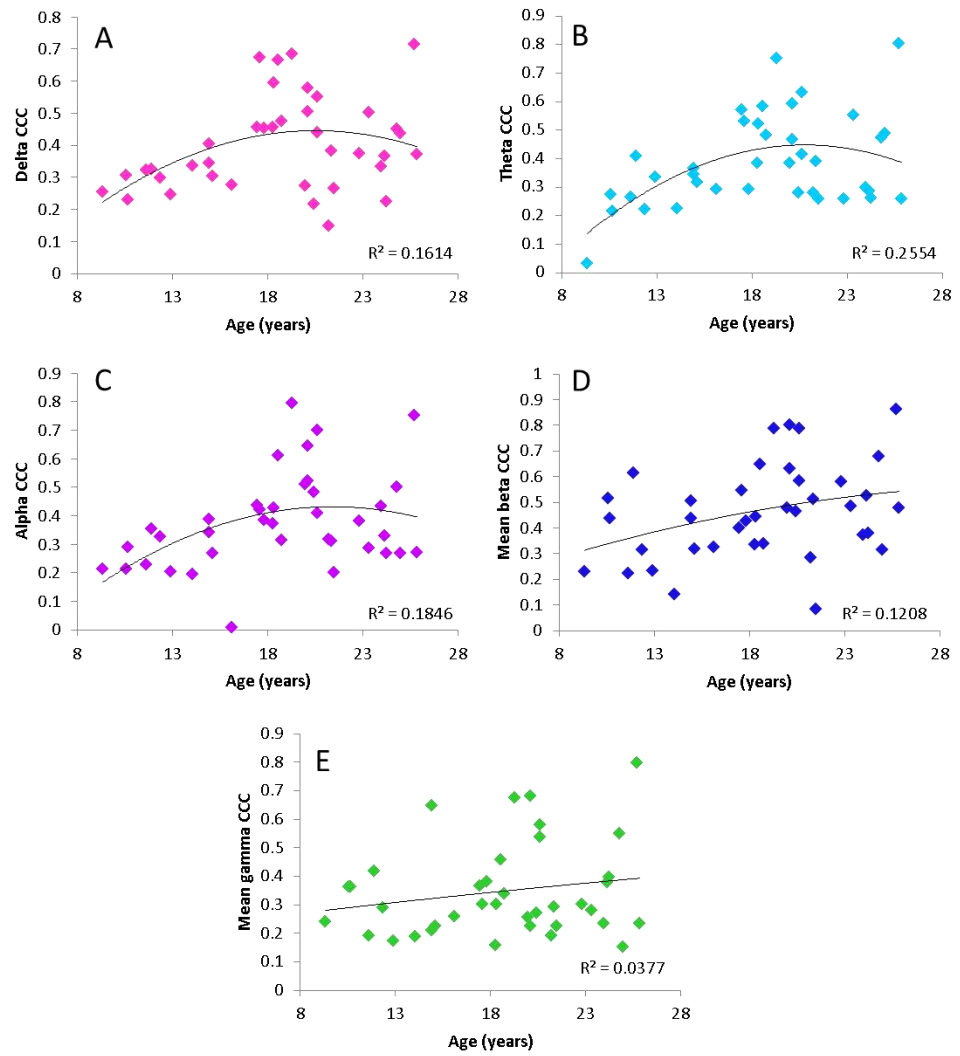 A
Delta CCC
0.8
0.7
0.6
0.5
0.4
0.3
0.2
0.1
0
R² = 0.1614
8 13 18 23 28
Age (years)
B
Theta CCC
0.9
0.8
0.7
0.6
0.5
0.4
0.3
0.2
0.1
0
R² = 0.2554
8 13 18 23 28
Age (years)
C
Alpha CCC
0.9
0.8
0.7
0.6
0.5
0.4
0.3
0.2
0.1
0
R² = 0.1846
8 13 18 23 28
Age (years)
D
Mean beta CCC
1
0.9
0.8
0.7
0.6
0.5
0.4
0.3
0.2
0.1
0
R² = 0.1208
8 13 18 23 28
Age (years)
E
Mean gamma CCC
0.9
0.8
0.7
0.6
0.5
0.4
0.3
0.2
0.1
0
R² = 0.0377
8 13 18 23 28
Age (years)